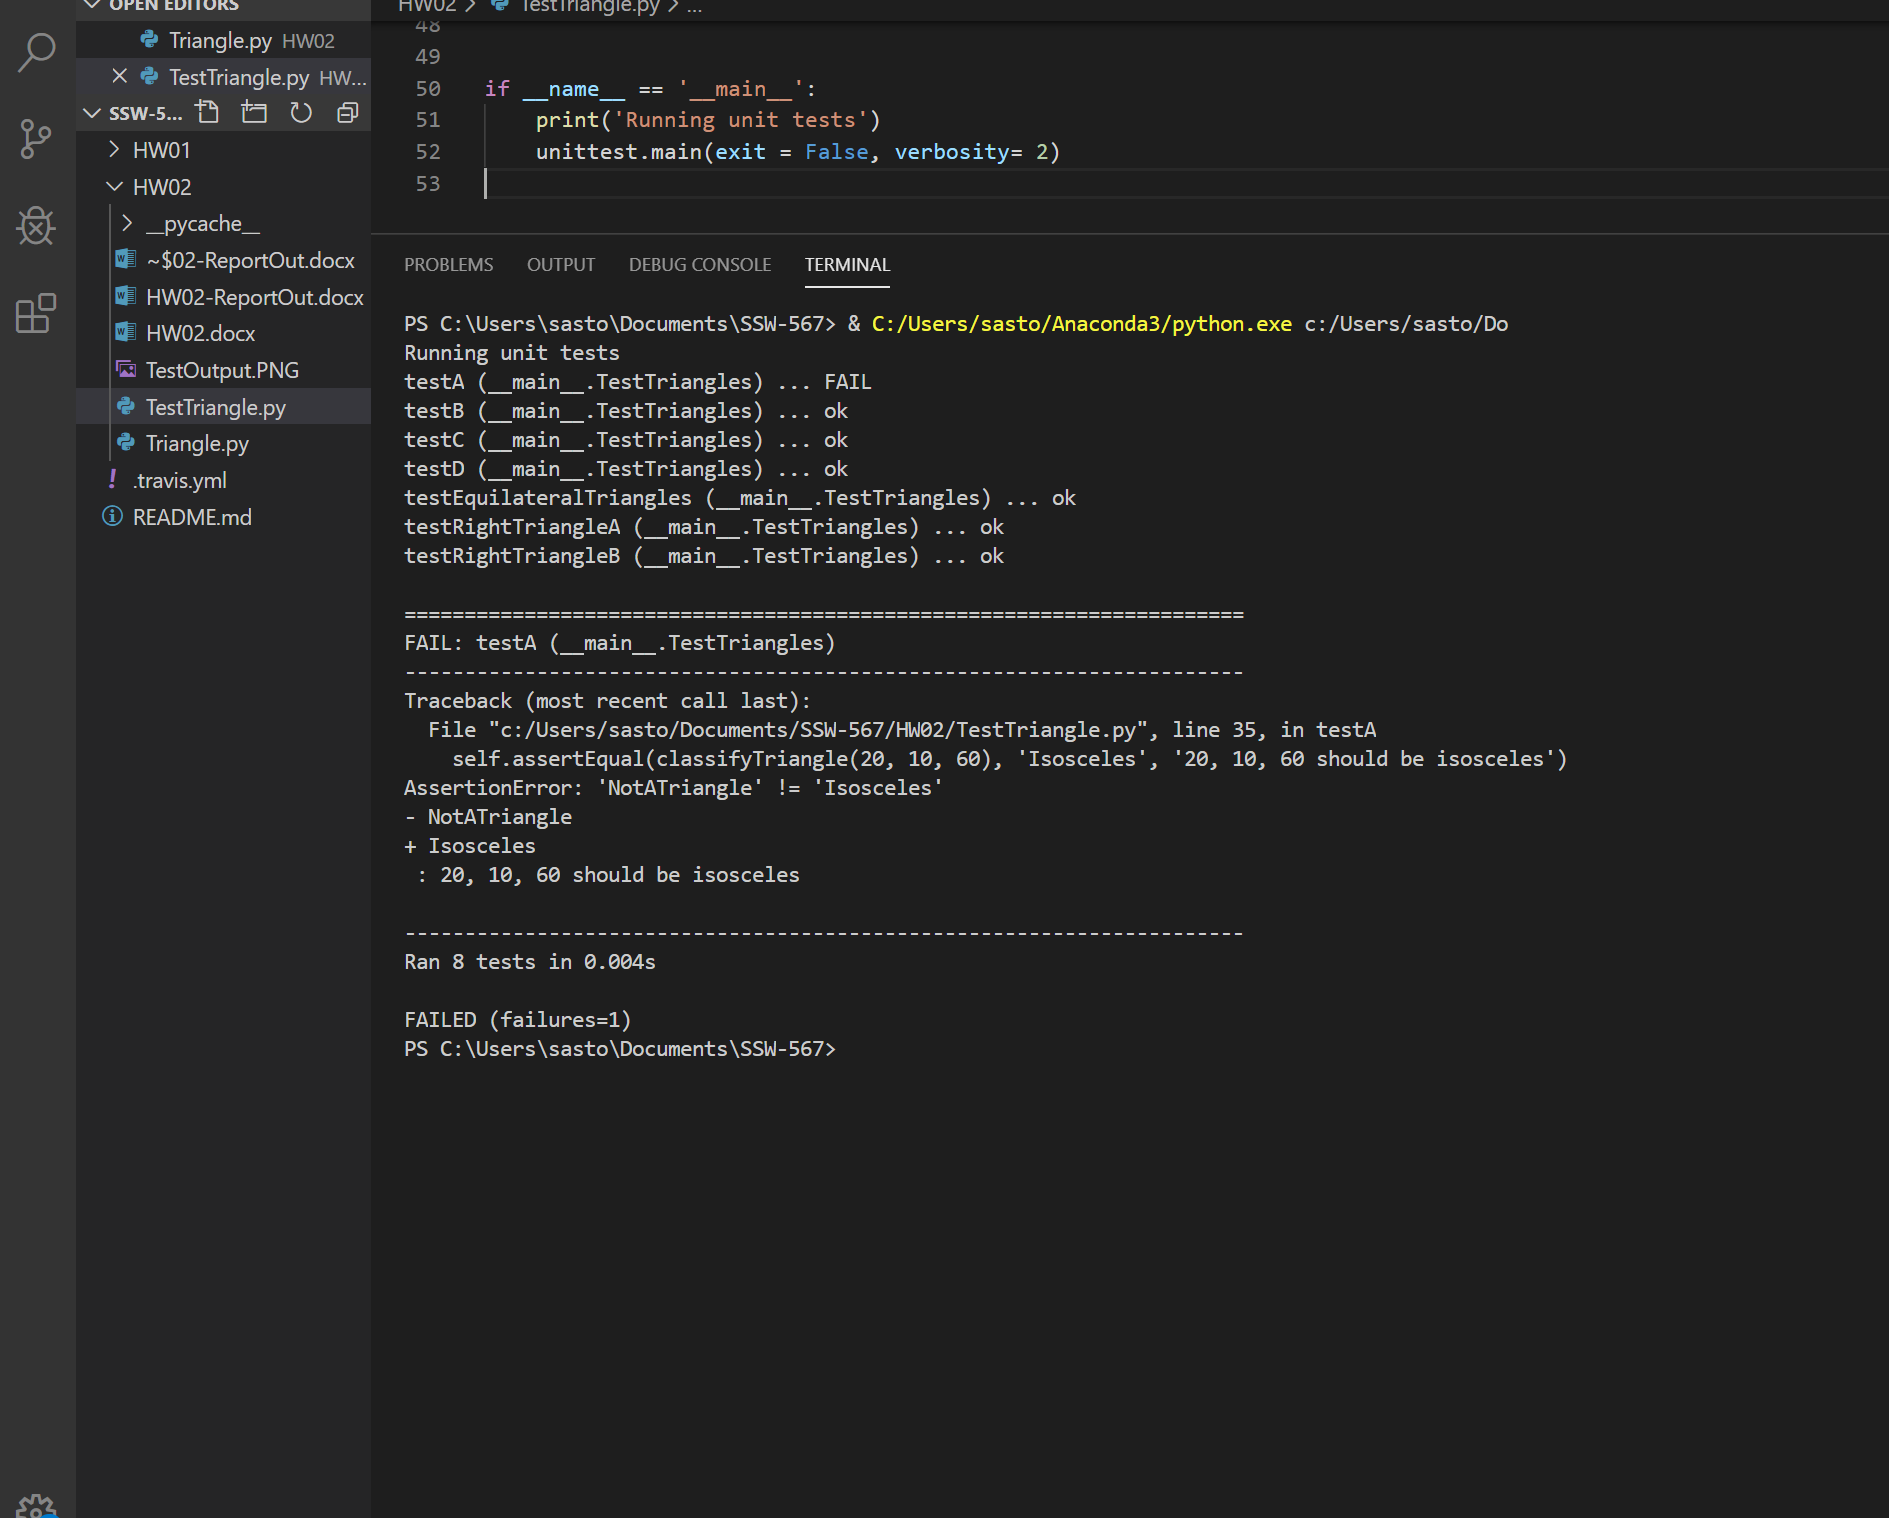 OPEN EDITORS
Triangle.py HW02
TestTriangle.py HW...
SSW-5...
HW01
HW02
__pycache__
~$02-ReportOut.docx
HW02-ReportOut.docx
HW02.docx
TestOutput.PNG
TestTriangle.py
Triangle.py
.travis.yml
README.md
HW02 > TestTriangle.py > ...
48
49
50 if __name__ == '__main__':
51 print('Running unit tests')
52 unittest.main(exit = False, verbosity= 2)
53
PROBLEMS OUTPUT DEBUG CONSOLE TERMINAL
PS C:\Users\sasto\Documents\SSW-567> & C:/Users/sasto/Anaconda3/python.exe c:/Users/sasto/Do
Running unit tests
testA (__main__.TestTriangles) ... FAIL
testB (__main__.TestTriangles) ... ok
testC (__main__.TestTriangles) ... ok
testD (__main__.TestTriangles) ... ok
testEquilateralTriangles (__main__.TestTriangles) ... ok
testRightTriangleA (__main__.TestTriangles) ... ok
testRightTriangleB (__main__.TestTriangles) ... ok
======================================================================
FAIL: testA (__main__.TestTriangles)
----------------------------------------------------------------------
Traceback (most recent call last):
File "c:/Users/sasto/Documents/SSW-567/HW02/TestTriangle.py", line 35, in testA
self.assertEqual(classifyTriangle(20, 10, 60), 'Isosceles', '20, 10, 60 should be isosceles')
AssertionError: 'NotATriangle' != 'Isosceles'
- NotATriangle
+ Isosceles
: 20, 10, 60 should be isosceles
----------------------------------------------------------------------
Ran 8 tests in 0.004s
FAILED (failures=1)
PS C:\Users\sasto\Documents\SSW-567>